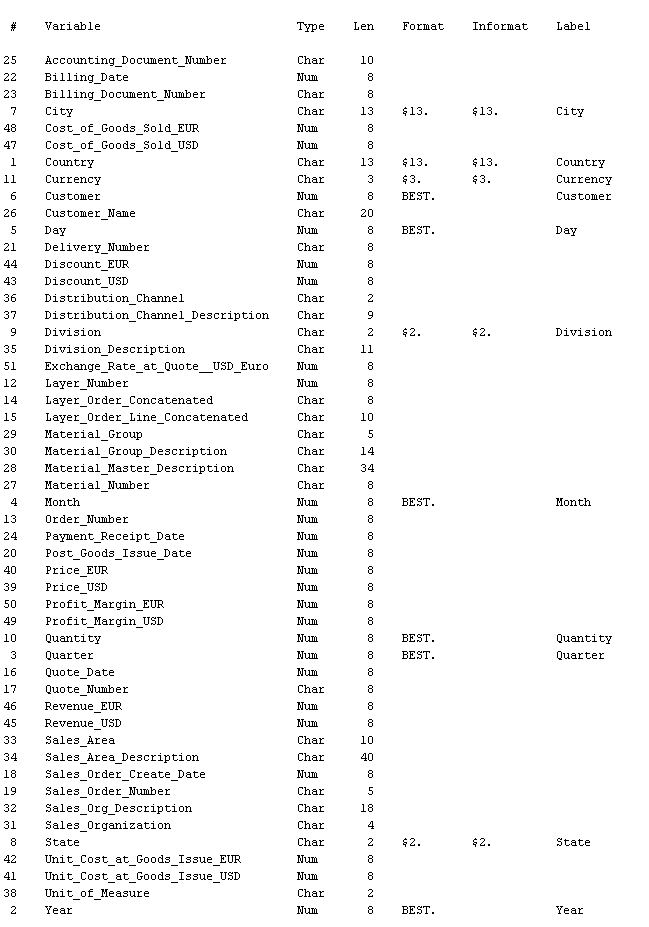 # Variable Type Len Format Informat Label
25 Accounting_Document_Number Char 10
22 Billing_Date Num 8
23 Billing_Document_Number Char 8
7 City Char 13 $13. $13. City
48 Cost_of_Goods_Sold_EUR Num 8
47 Cost_of_Goods_Sold_USD Num 8
1 Country Char 13 $13. $13. Country
11 Currency Char 3 $3. $3. Currency
6 Customer Num 8 BEST. Customer
26 Customer_Name Char 20
5 Day Num 8 BEST. Day
21 Delivery_Number Char 8
44 Discount_EUR Num 8
43 Discount_USD Num 8
36 Distribution_Channel Char 2
37 Distribution_Channel_Description Char 9
9 Division Char 2 $2. $2. Division
35 Division_Description Char 11
51 Exchange_Rate_at_Quote__USD_Euro Num 8
12 Layer_Number Num 8
14 Layer_Order_Concatenated Char 8
15 Layer_Order_Line_Concatenated Char 10
29 Material_Group Char 5
30 Material_Group_Description Char 14
28 Material_Master_Description Char 34
27 Material_Number Char 8
4 Month Num 8 BEST. Month
13 Order_Number Num 8
24 Payment_Receipt_Date Num 8
20 Post_Goods_Issue_Date Num 8
40 Price_EUR Num 8
39 Price_USD Num 8
50 Profit_Margin_EUR Num 8
49 Profit_Margin_USD Num 8
10 Quantity Num 8 BEST. Quantity
3 Quarter Num 8 BEST. Quarter
16 Quote_Date Num 8
17 Quote_Number Char 8
46 Revenue_EUR Num 8
45 Revenue_USD Num 8
33 Sales_Area Char 10
34 Sales_Area_Description Char 40
18 Sales_Order_Create_Date Num 8
19 Sales_Order_Number Char 5
32 Sales_Org_Description Char 18
31 Sales_Organization Char 4
8 State Char 2 $2. $2. State
42 Unit_Cost_at_Goods_Issue_EUR Num 8
41 Unit_Cost_at_Goods_Issue_USD Num 8
38 Unit_of_Measure Char 2
2 Year Num 8 BEST. Year